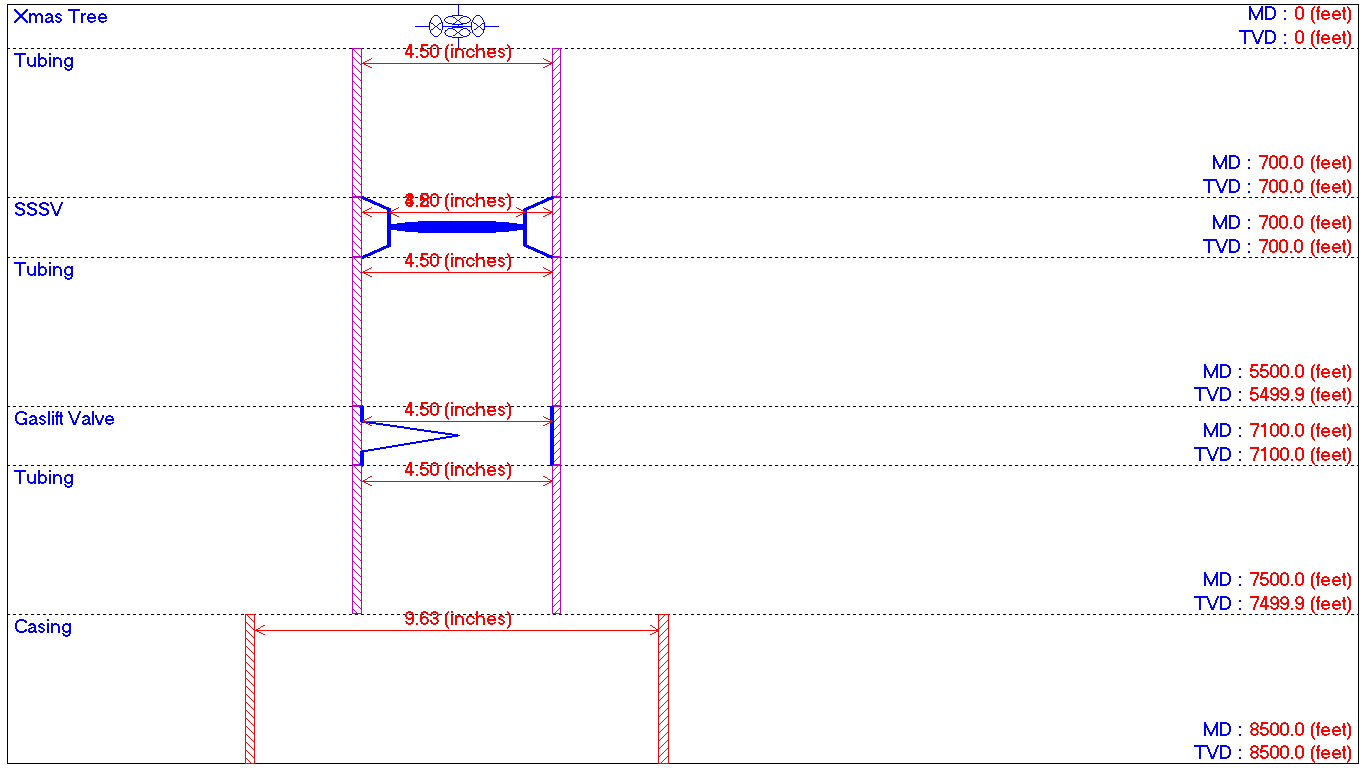 Xmas Tree
MD : 0 (feet)
TVD : 0 (feet)
4.50 (inches)
Tubing
MD : 700.0 (feet)
TVD : 700.0 (feet)
(inches)
SSSV
MD : 700.0 (feet)
TVD : 700.0 (feet)
4.50 (inches)
Tubing
MD : 5500.0 (feet)
TVD : 5499.9 (feet)
4.50 (inches)
Gaslift Valve
MD : 7100.0 (feet)
TVD : 7100.0 (feet)
4.50 (inches)
Tubing
MD : 7500.0 (feet)
TVD : 7499.9 (feet)
9.63 (inches)
Casing
MD : 8500.0 (feet)
TVD : 8500.0 (feet)